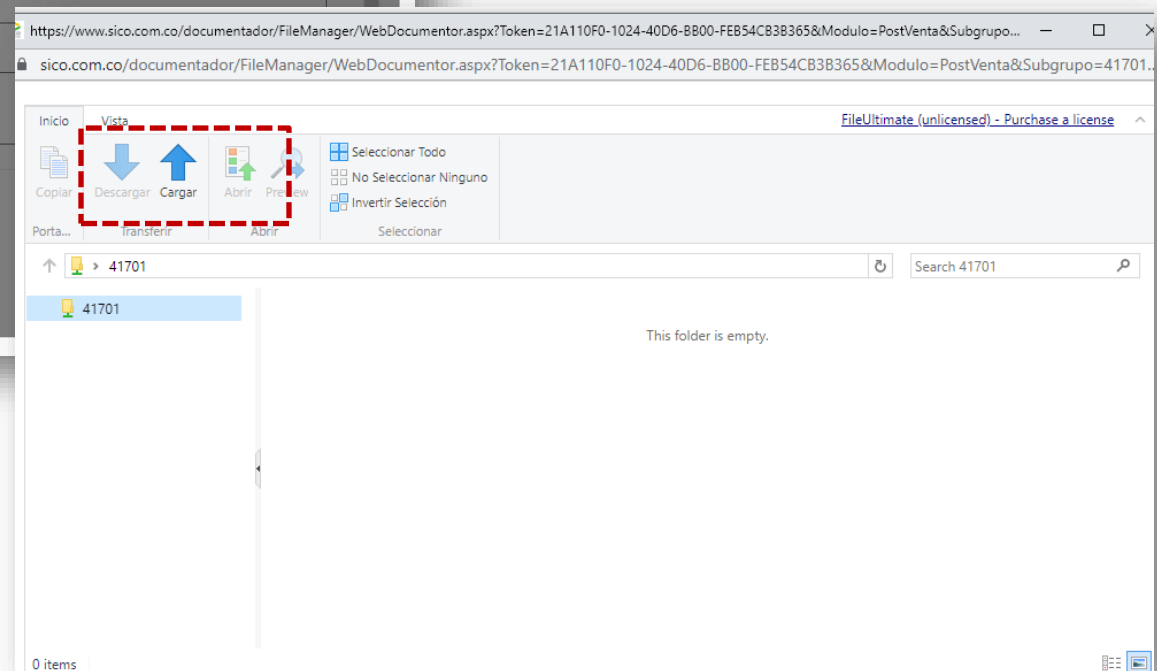 https://www.sico.com.co/documentador/FileManager/WebDocumentor.aspx?Token=21A110F0-1024-40D6-BB00-FEB54CB3B365&Modulo=PostVenta&Subgrupo...
sico.com.co/documentador/FileManager/WebDocumentor.aspx?Token=21A110F0-1024-40D6-BB00-FEB54CB3B365&Modulo=PostVenta&Subgrupo=41701..
Inicio Vista FileUltimate (unlicensed) - Purchase a license
Copiar Descargar Cargar Abrir Preview
Seleccionar Todo
No Seleccionar Ninguno
Invertir Selección
Porta... Transferir Abrir Seleccionar
41701 Search 41701
41701
This folder is empty.
0 items